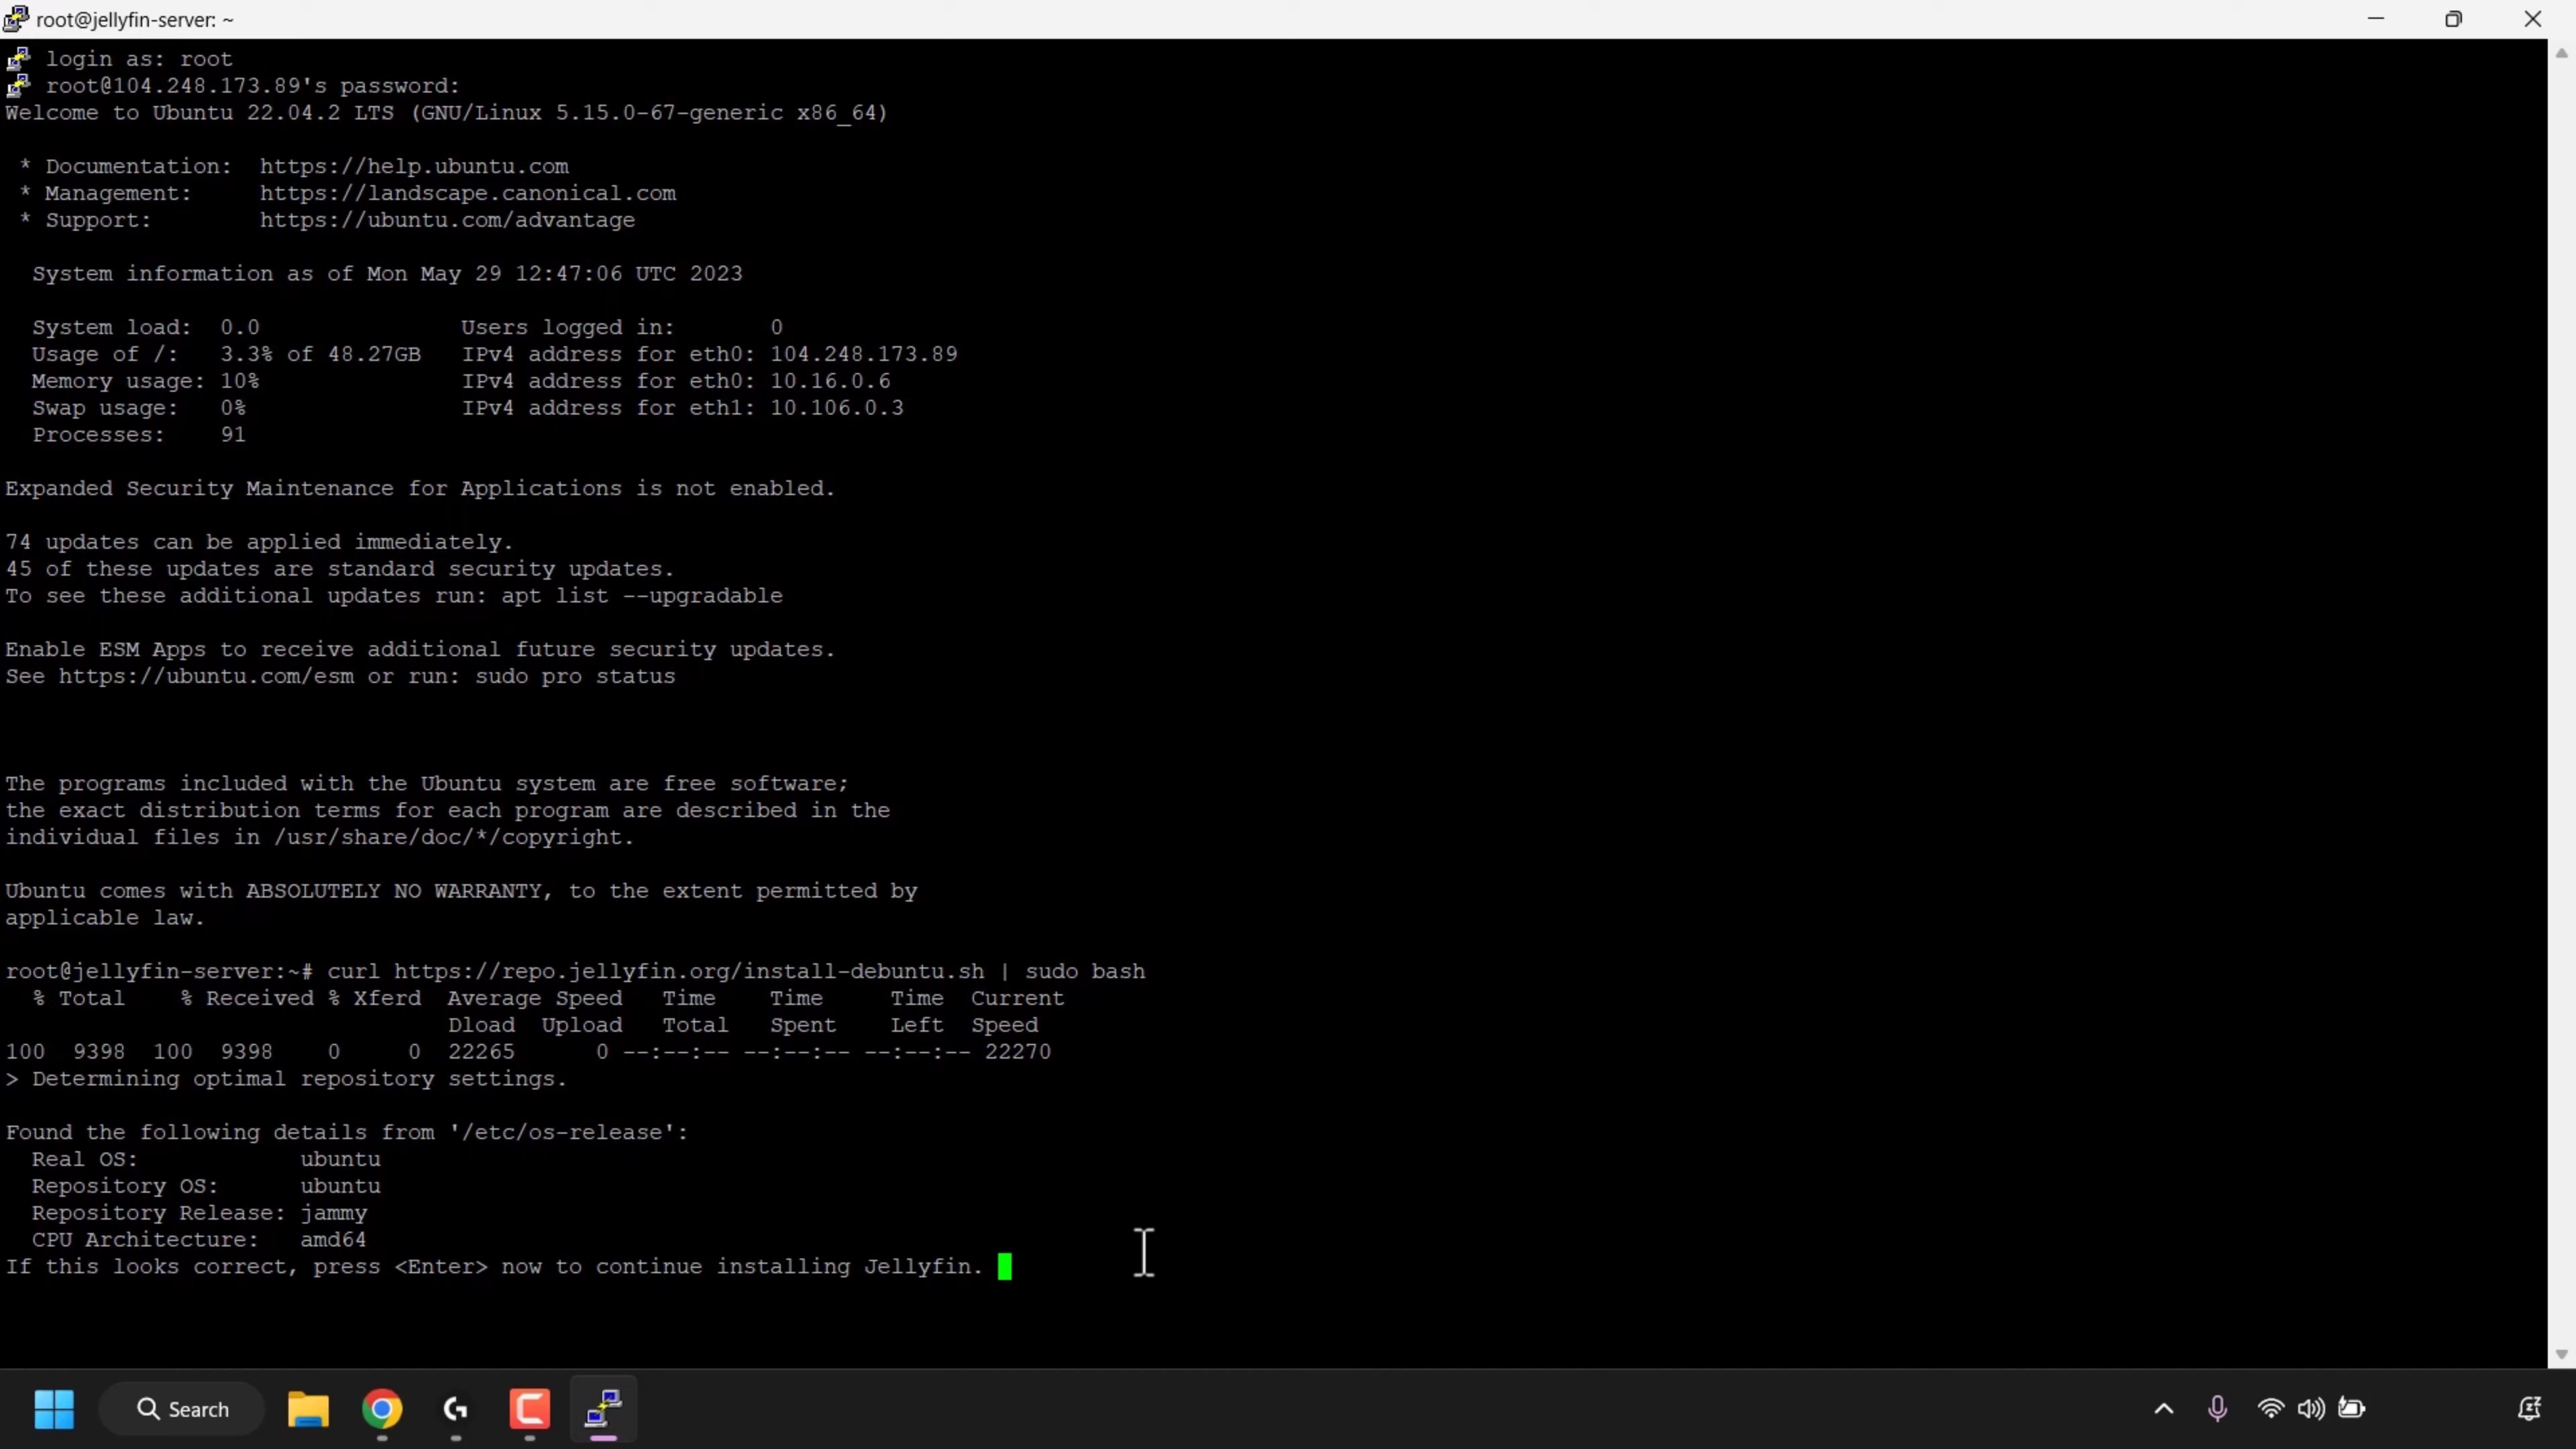 root@jellyfin-server: ~
login as: root
root@104.248.173.89's password:
Welcome to Ubuntu 22.04.2 LTS (GNU/Linux 5.15.0-67-generic x86_64)
* Documentation:  https://help.ubuntu.com
* Management:     https://landscape.canonical.com
* Support:        https://ubuntu.com/advantage
System information as of Mon May 29 12:47:06 UTC 2023
System load:  0.0               Users logged in:       0
Usage of /:   3.3% of 48.27GB   IPv4 address for eth0: 104.248.173.89
Memory usage: 10%               IPv4 address for eth0: 10.16.0.6
Swap usage:   0%                IPv4 address for eth1: 10.106.0.3
Processes:    91
Expanded Security Maintenance for Applications is not enabled.
74 updates can be applied immediately.
45 of these updates are standard security updates.
To see these additional updates run: apt list --upgradable
Enable ESM Apps to receive additional future security updates.
See https://ubuntu.com/esm or run: sudo pro status
The programs included with the Ubuntu system are free software;
the exact distribution terms for each program are described in the
individual files in /usr/share/doc/*/copyright.
Ubuntu comes with ABSOLUTELY NO WARRANTY, to the extent permitted by
applicable law.
root@jellyfin-server:~# curl https://repo.jellyfin.org/install-debuntu.sh | sudo bash
% Total    % Received % Xferd  Average Speed   Time    Time     Time  Current
Dload  Upload   Total   Spent    Left  Speed
100  9398  100  9398    0     0  22265      0 --:--:-- --:--:-- --:--:-- 22270
> Determining optimal repository settings.
Found the following details from '/etc/os-release':
Real OS:            ubuntu
Repository OS:      ubuntu
Repository Release: jammy
CPU Architecture:   amd64
If this looks correct, press <Enter> now to continue installing Jellyfin.
Search